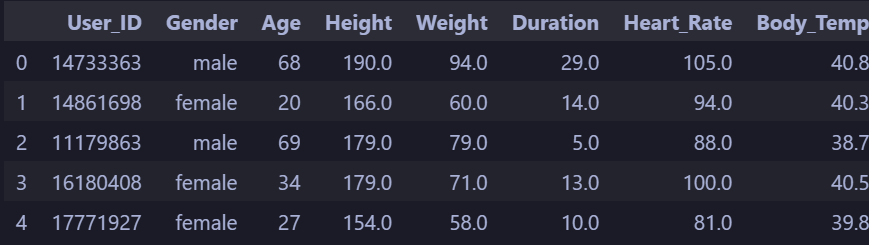 User_ID Gender Age Height Weight Duration Heart_Rate Body_Temp
0 14733363 male 68 190.0 94.0 29.0 105.0 40.8
1 14861698 female 20 166.0 60.0 14.0 94.0 40.3
2 11179863 male 69 179.0 79.0 5.0 88.0 38.7
3 16180408 female 34 179.0 71.0 13.0 100.0 40.5
4 17771927 female 27 154.0 58.0 10.0 81.0 39.8